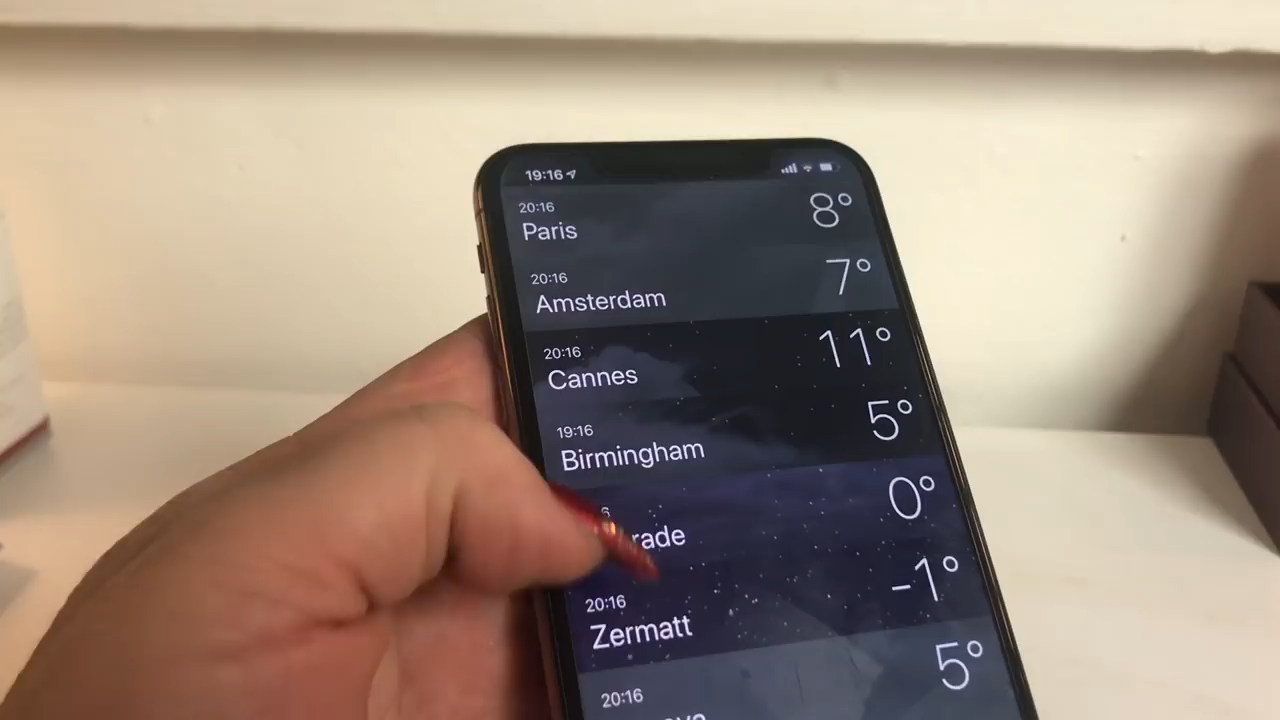 19:16
20:16
Paris
8°
20:16
Amsterdam
7°
20:16
Cannes
11°
19:16
Birmingham
5°
0°
20:16
Zermatt
-1°
20:16
5°